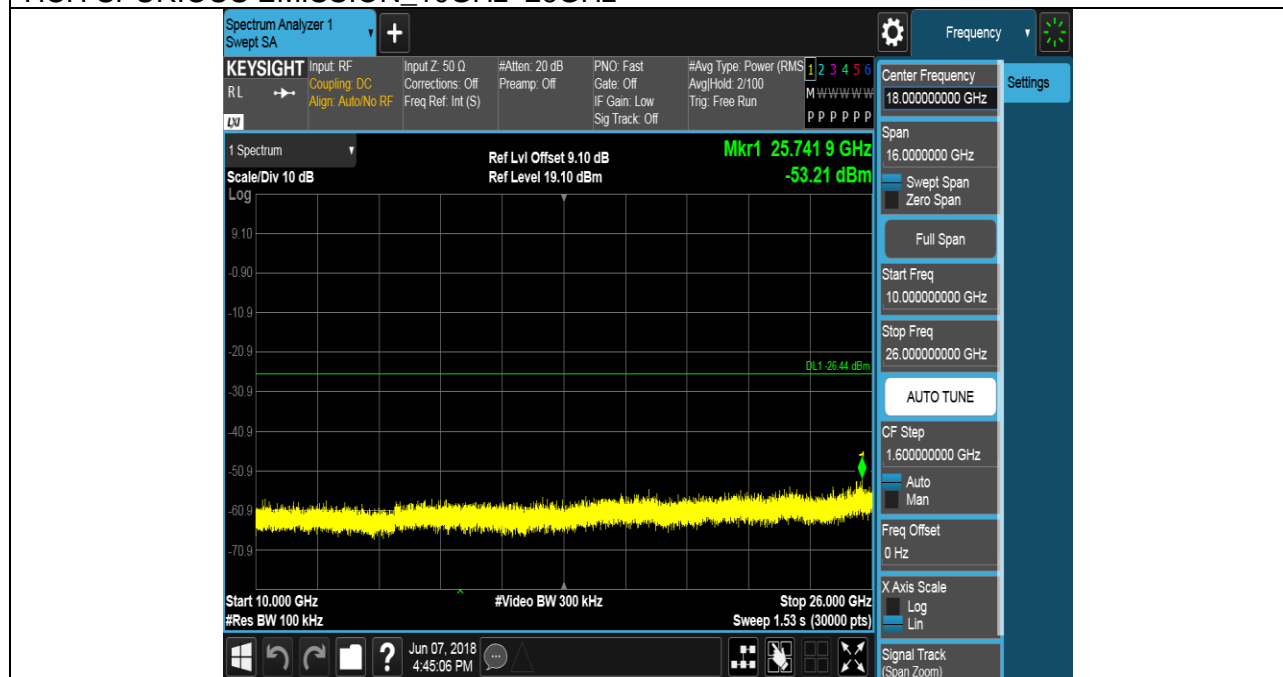 Spectrum Analyzer 1
Swept SA
+
Frequency
KEYSIGHT
RL
LXI
Input: RF
Coupling: DC
Align: Auto/No RF
Input Z: 50 Ω
Corrections: Off
Freq Ref: Int (S)
#Atten: 20 dB
Preamp: Off
PNO: Fast
Gate: Off
IF Gain: Low
Sig Track: Off
#Avg Type: Power (RMS
Avg|Hold: 2/100
Trig: Free Run
1 2 3 4 5 6
M W W W W W
P P P P P P
1 Spectrum
Scale/Div 10 dB
Ref Lvl Offset 9.10 dB
Ref Level 19.10 dBm
Mkr1 25.741 9 GHz
-53.21 dBm
Log
9.10
-0.90
-10.9
-20.9
DL1 -26.44 dBm
-30.9
-40.9
1
-50.9
-60.9
-70.9
Start 10.000 GHz
#Video BW 300 kHz
Stop 26.000 GHz
#Res BW 100 kHz
Sweep 1.53 s (30000 pts)
?
Jun 07, 2018
4:45:06 PM
Center Frequency
18.000000000 GHz
Settings
Span
16.0000000 GHz
Swept Span
Zero Span
Full Span
Start Freq
10.000000000 GHz
Stop Freq
26.000000000 GHz
AUTO TUNE
CF Step
1.600000000 GHz
Auto
Man
Freq Offset
0 Hz
X Axis Scale
Log
Lin
Signal Track
(Span Zoom)